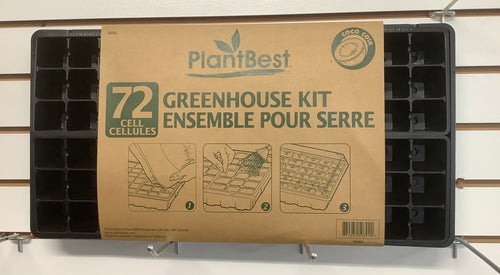 PlantBest
COCO COIR
72
CELL
CELLULES
GREENHOUSE KIT
ENSEMBLE POUR SERRE
1
2
3